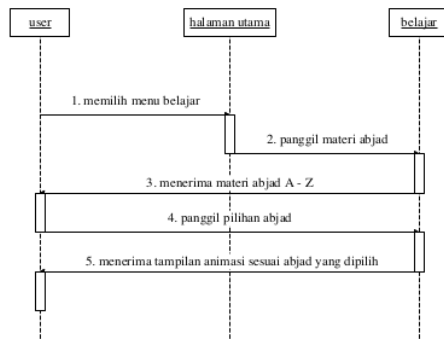 user
halaman utama
belajar
1. memilih menu belajar
2. panggil materi abjad
3. menerima materi abjad A - Z
4. panggil pilihan abjad
5. menerima tampilan animasi sesuai abjad yang dipilih